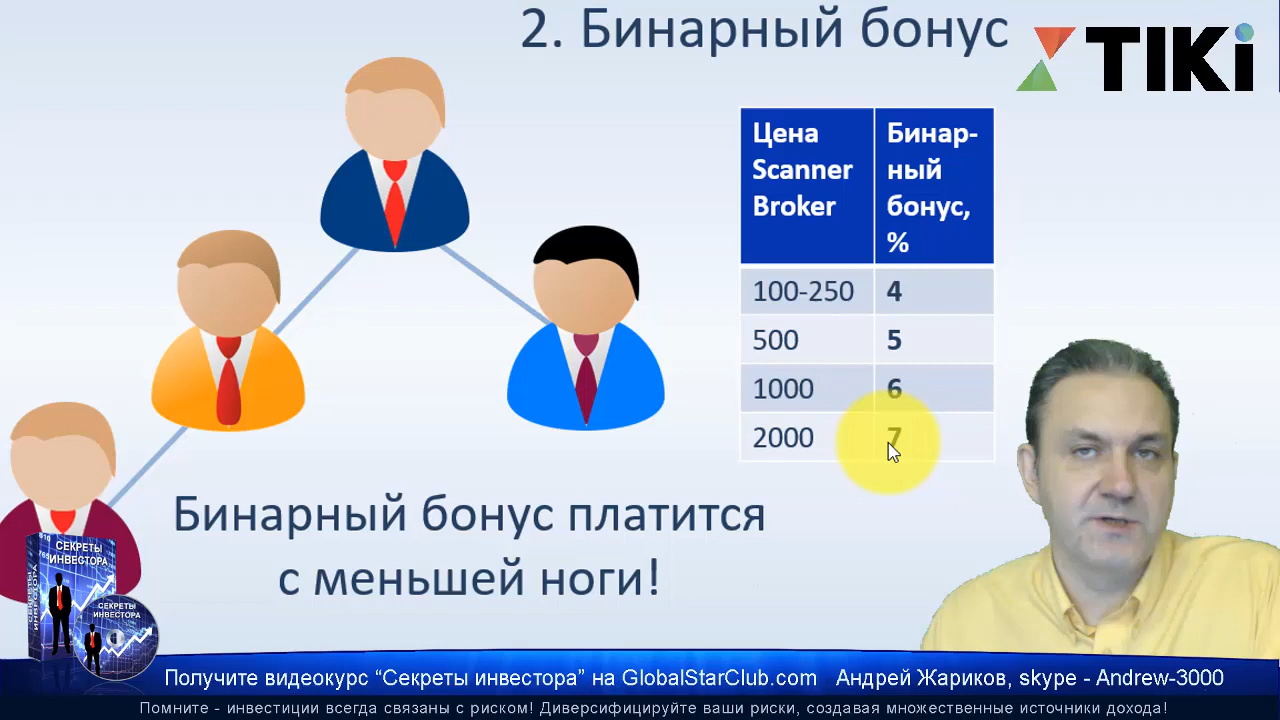 2. Бинарный бонус
TIKi
Цена Scanner Broker
Бинар-ный бонус, %
100-250 4
500 5
1000 6
2000 7
Бинарный бонус платится
с меньшей ноги!
СЕКРЕТЫ
ИНВЕСТОРА
СЕКРЕТЫ
ИНВЕСТОРА
СЕКРЕТЫ
ИНВЕСТОРА
Получите видеокурс “Секреты инвестора” на GlobalStarClub.com Андрей Жариков, skype - Andrew-3000
Помните - инвестиции всегда связаны с риском! Диверсифицируйте ваши риски, создавая множественные источники дохода!